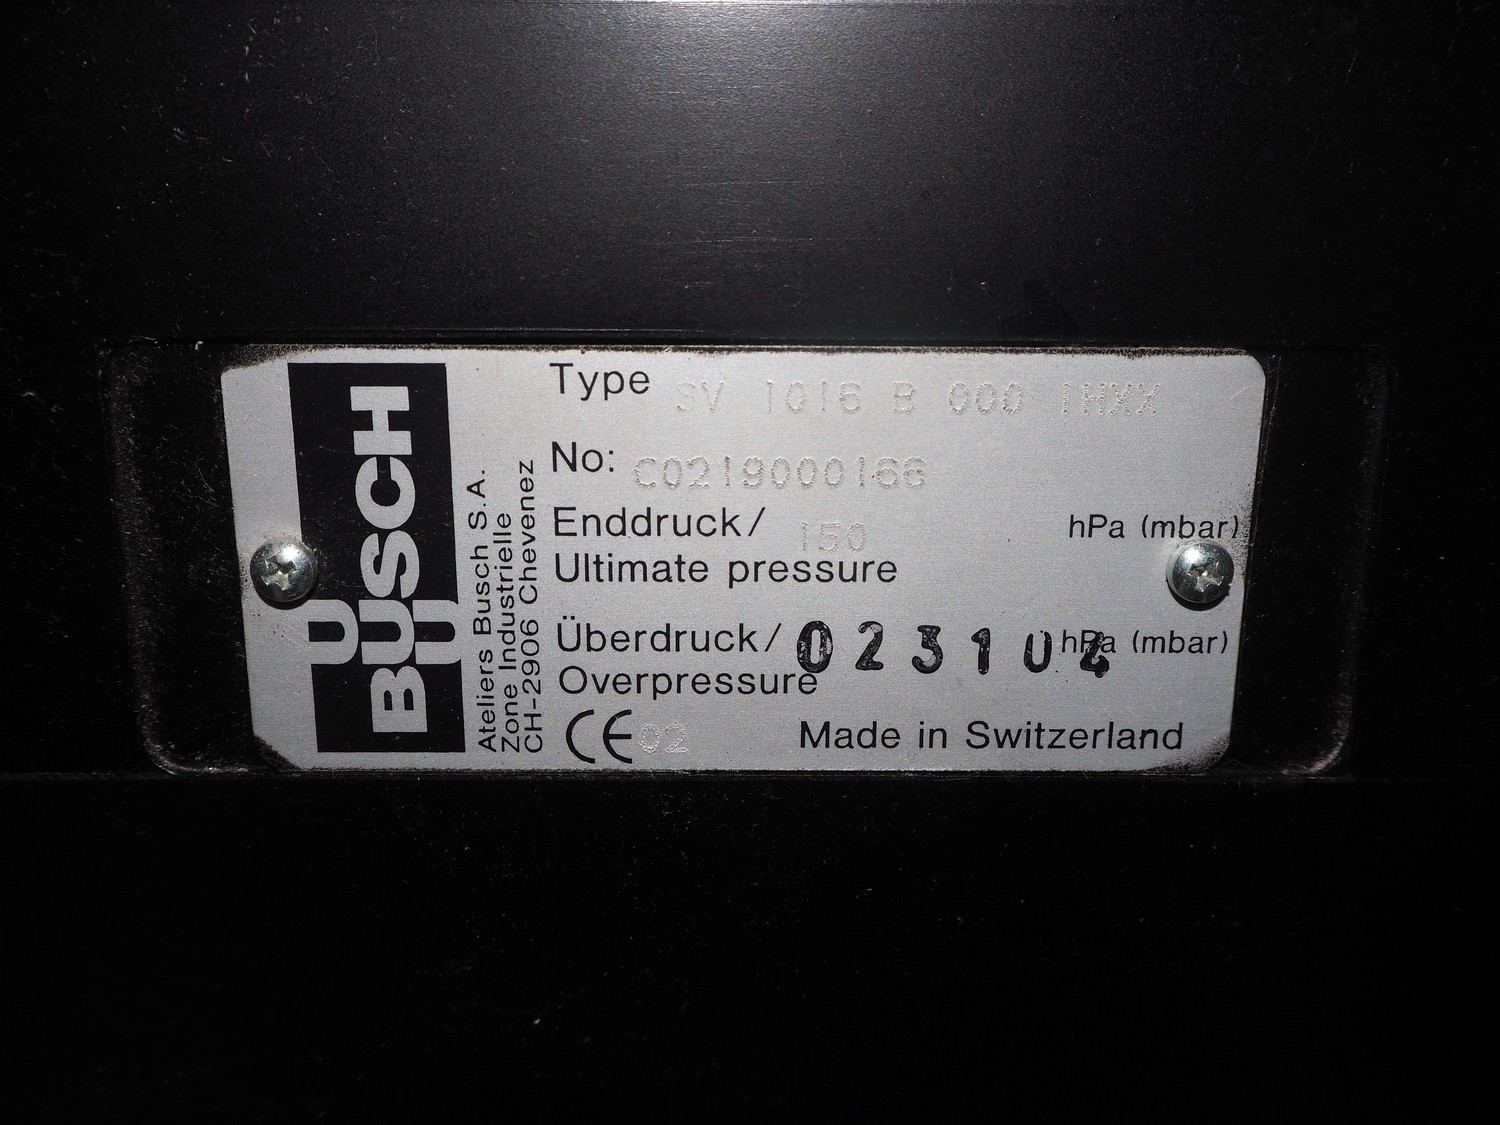 BUSCH
Ateliers Busch S.A.
Zone Industrielle
CH-2906 Chevenez
Type SV 1016 B 000 1HXX
No: C0219000166
Enddruck/ 150 hPa (mbar)
Ultimate pressure
Überdruck/ 023104 hPa (mbar)
Overpressure
CE 02 Made in Switzerland